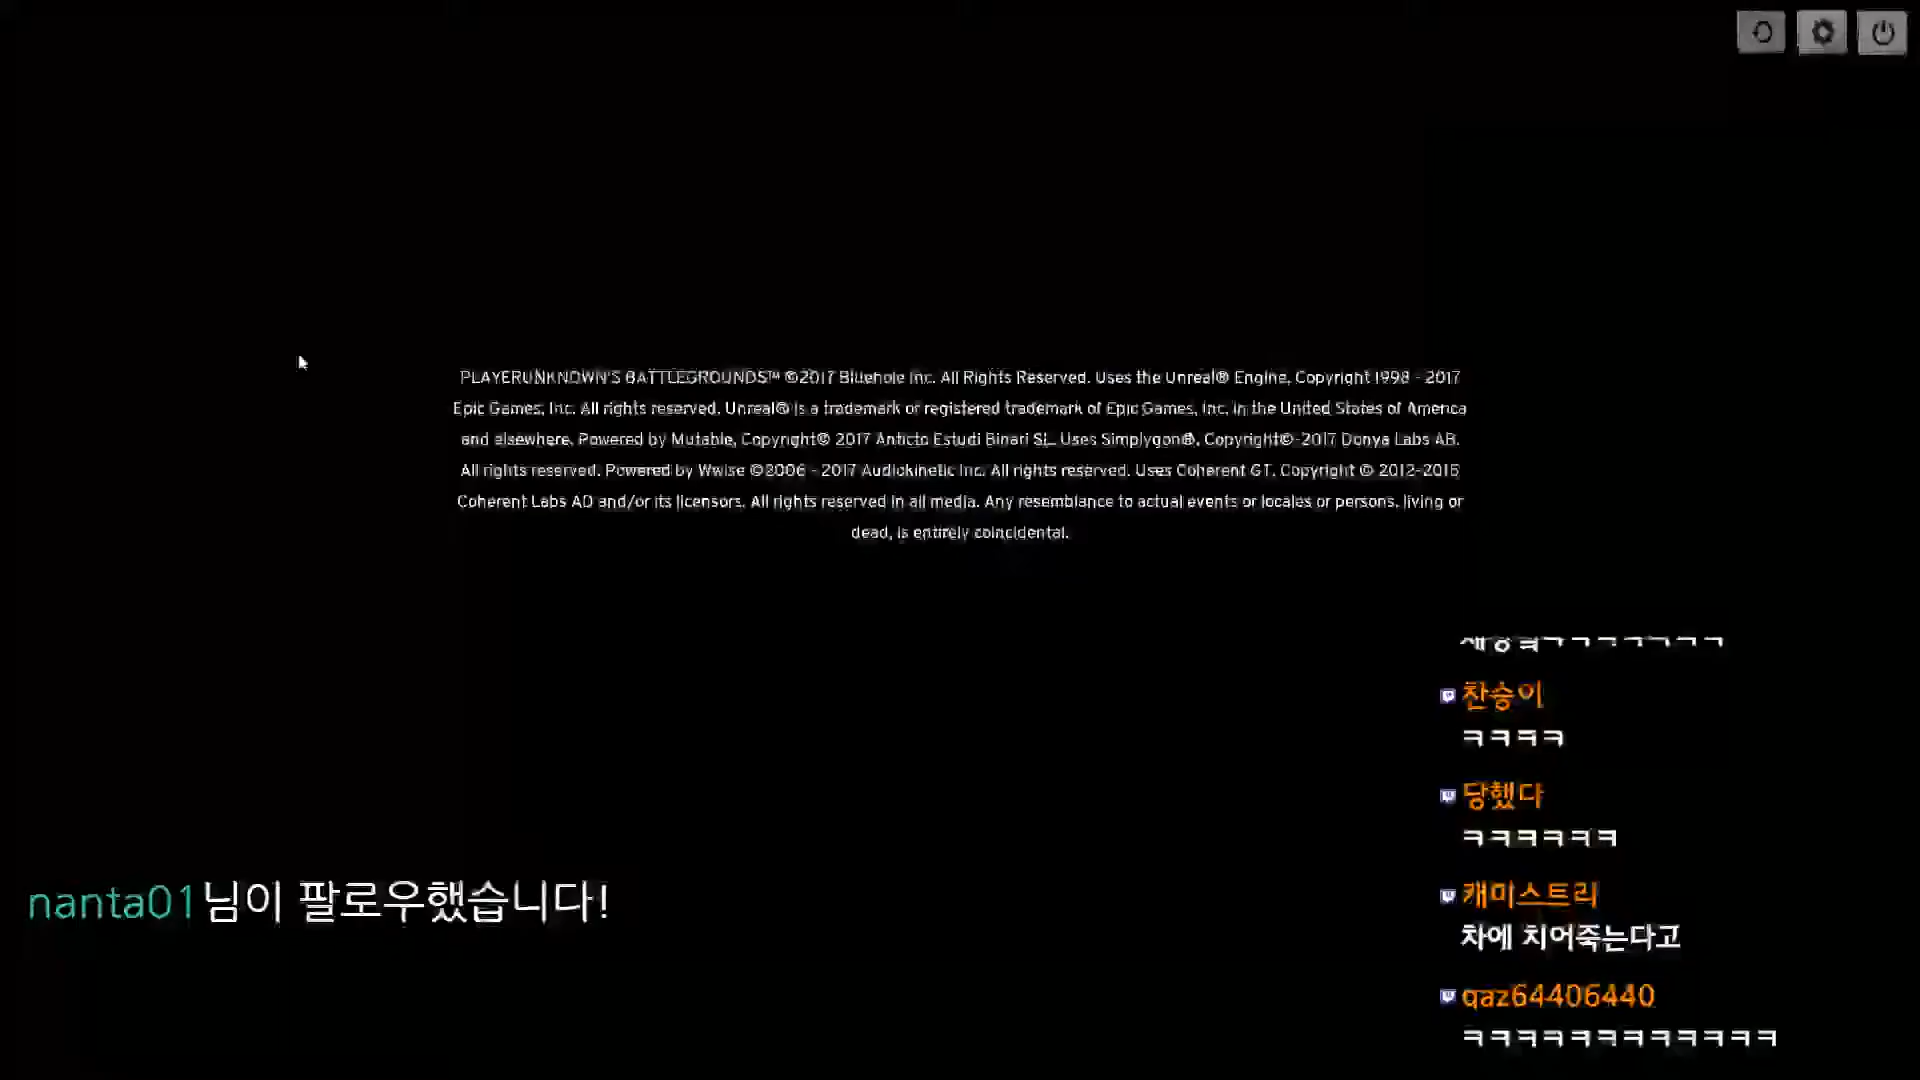 PLAYERUNKNOWN'S BATTLEGROUNDS™ ©2017 Bluehole Inc. All Rights Reserved. Uses the Unreal® Engine, Copyright 1998 - 2017
Epic Games, Inc. All rights reserved. Unreal® is a trademark or registered trademark of Epic Games, Inc. in the United States of America
and elsewhere. Powered by Mutable, Copyright© 2017 Anticto Estudi Binari SL. Uses Simplygon®, Copyright© 2017 Donya Labs AB.
All rights reserved. Powered by Wwise ©2006 - 2017 Audiokinetic Inc. All rights reserved. Uses Coherent GT. Copyright © 2012-2016
Coherent Labs AD and/or its licensors. All rights reserved in all media. Any resemblance to actual events or locales or persons, living or
dead, is entirely coincidental.
찬승이
ㅋㅋㅋㅋ
당했댜
ㅋㅋㅋㅋㅋㅋ
nanta01님이 팔로우했습니다!
캐미스트리
차에 치어죽는다고
qaz64406440
ㅋㅋㅋㅋㅋㅋㅋㅋㅋㅋㅋㅋ